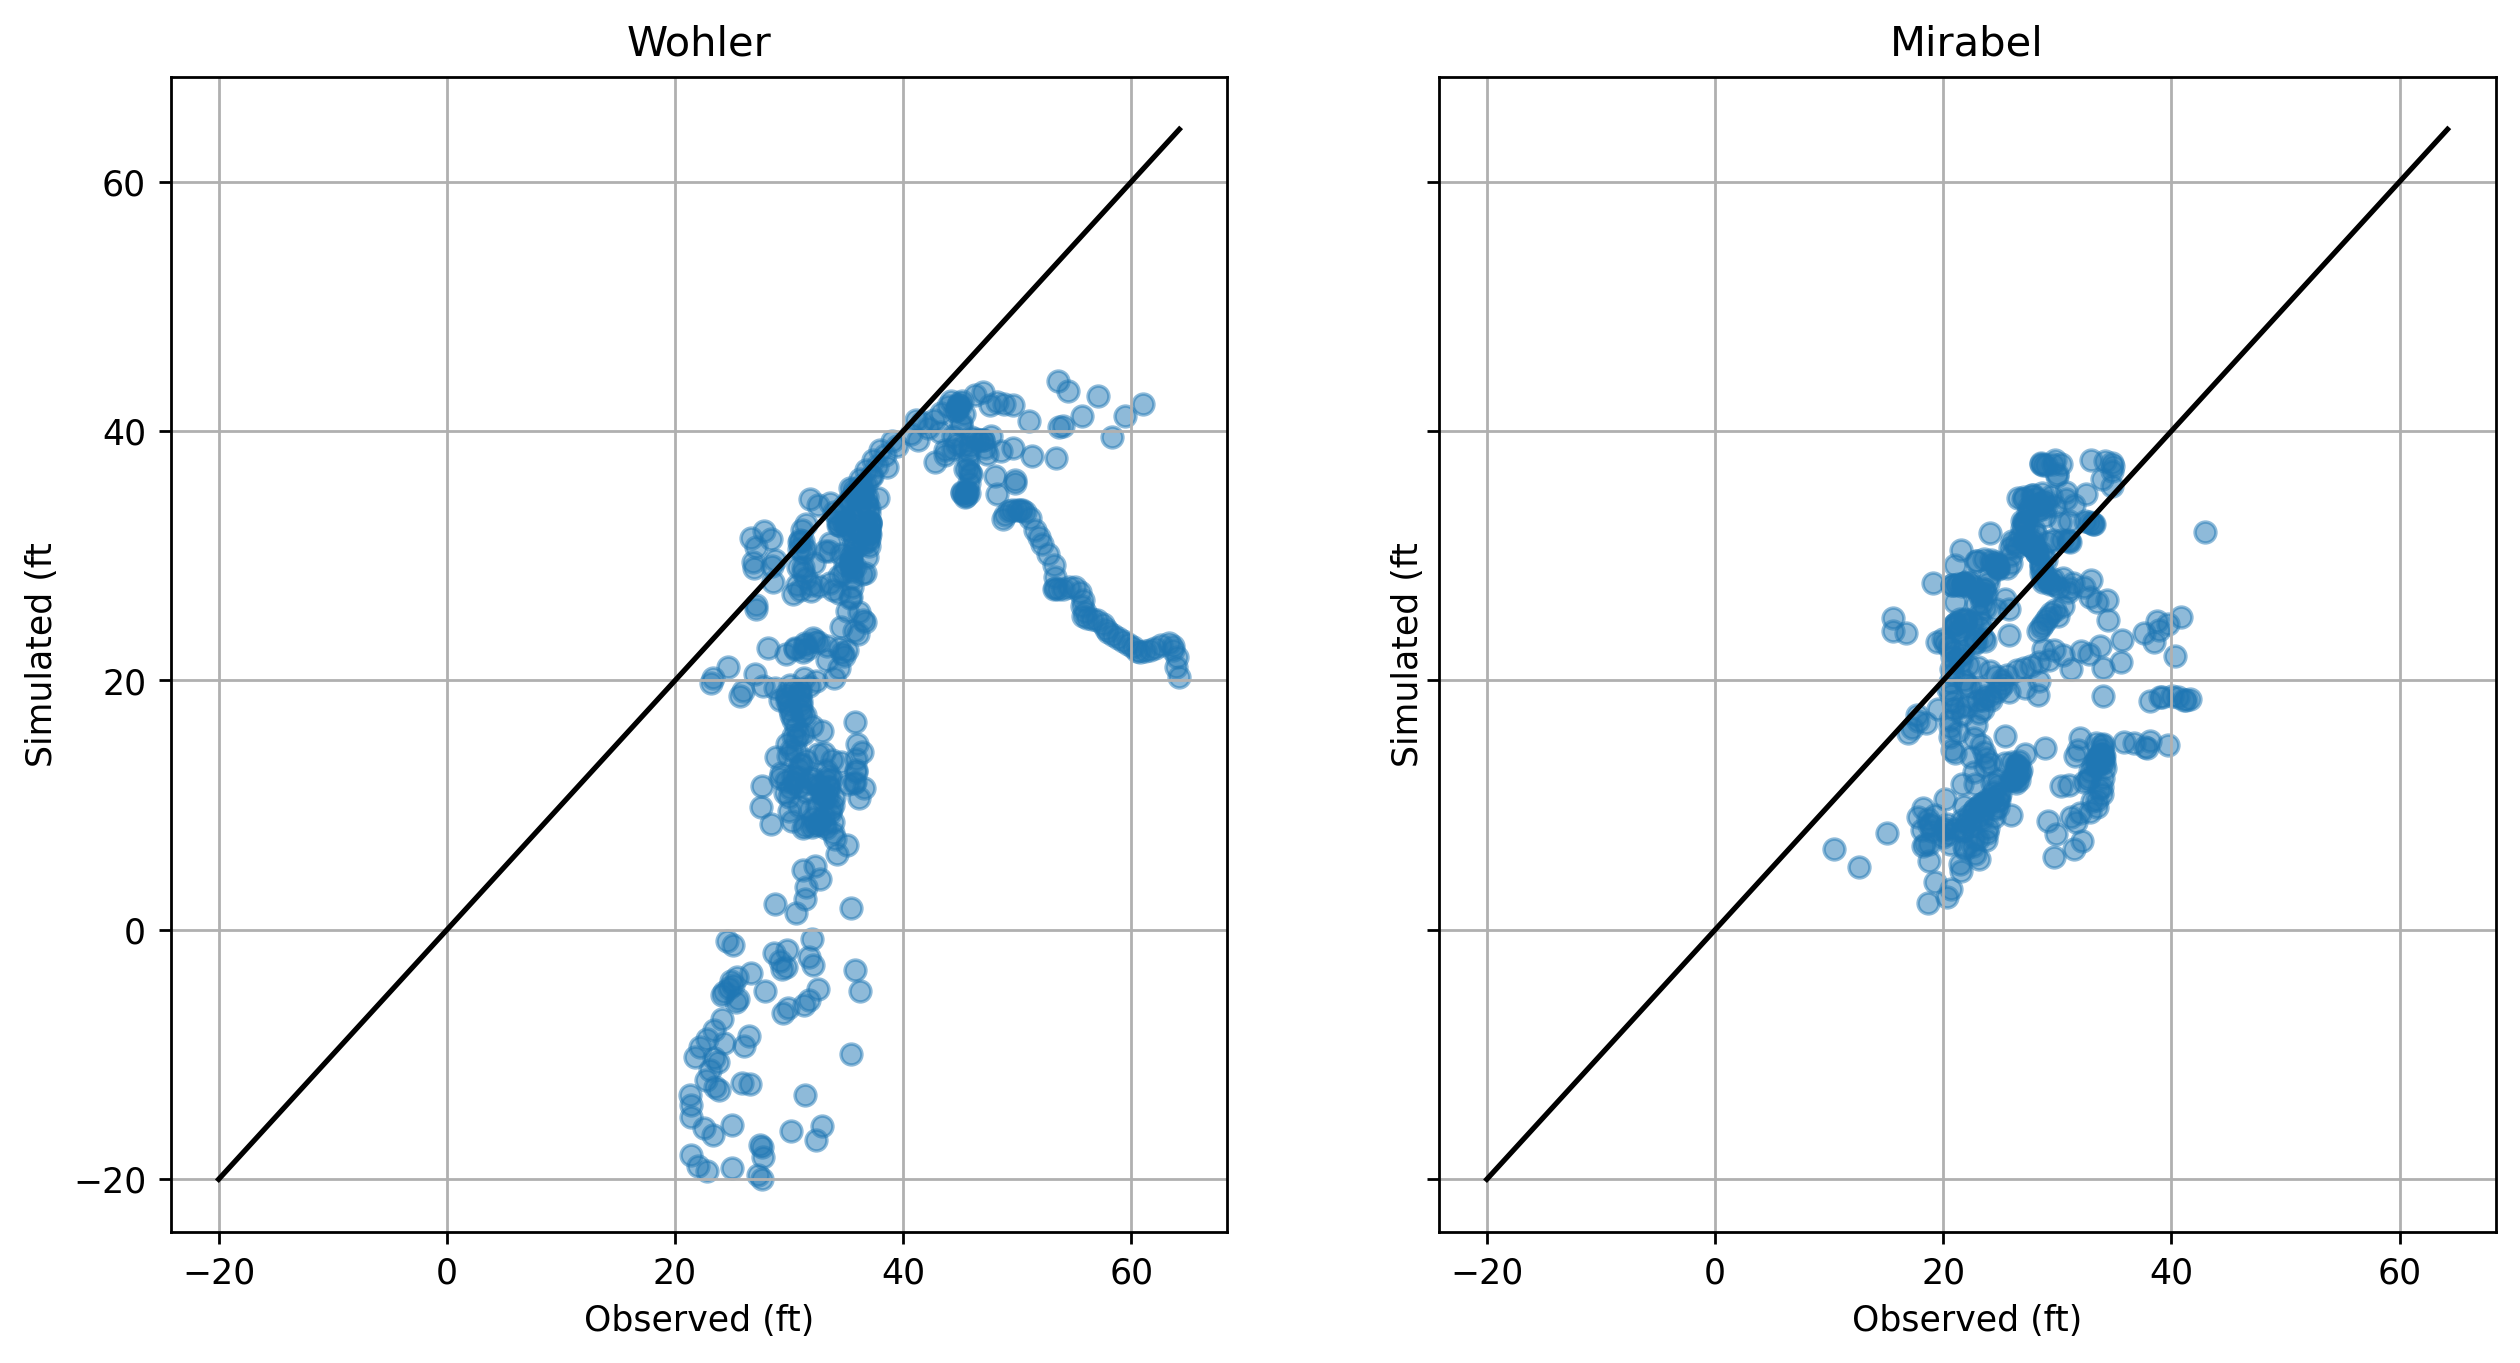 Wohler
Mirabel
60
40
20
0
−20
Simulated (ft
Simulated (ft
−20 0 20 40 60
−20 0 20 40 60
Observed (ft)
Observed (ft)